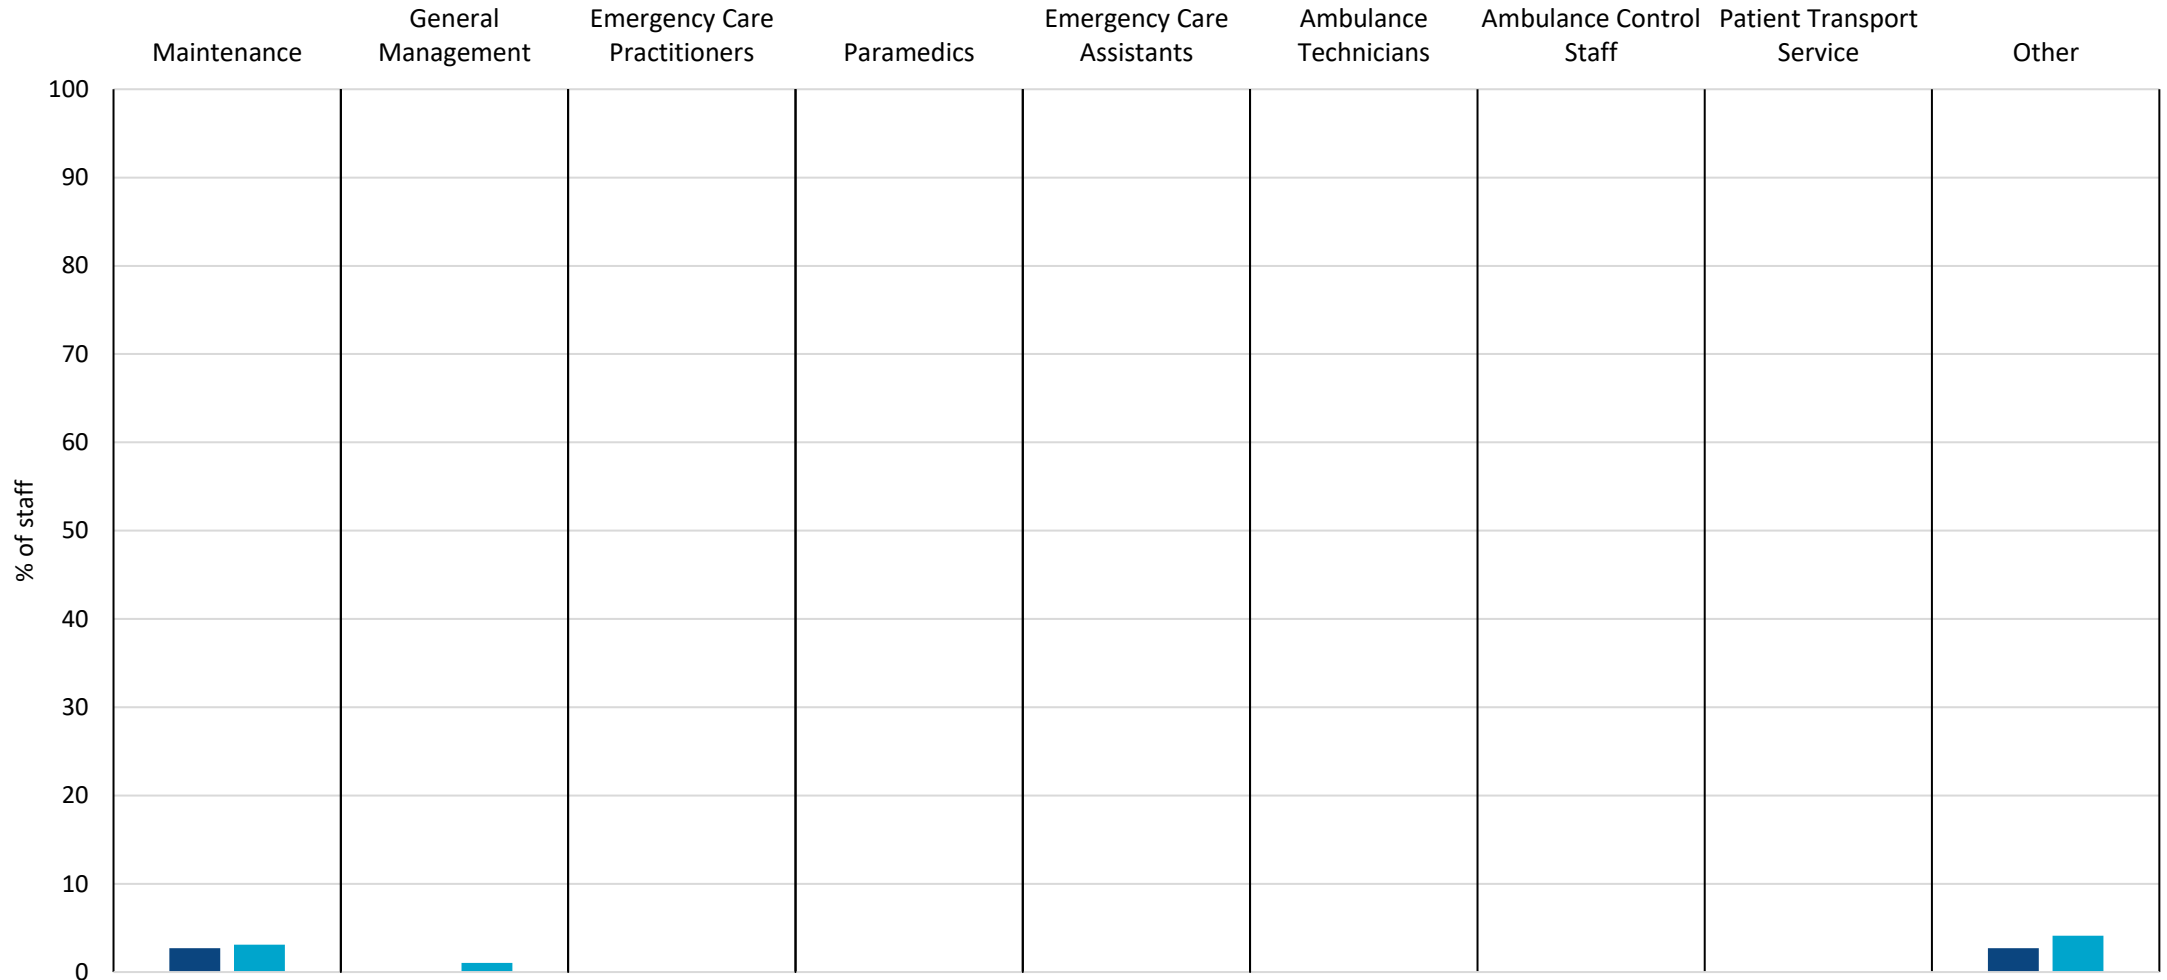 Maintenance
General
Management
Emergency Care
Practitioners
Paramedics
Emergency Care
Assistants
Ambulance
Technicians
Ambulance Control
Staff
Patient Transport
Service
Other
100
90
80
70
60
50
40
30
20
10
0
% of staff